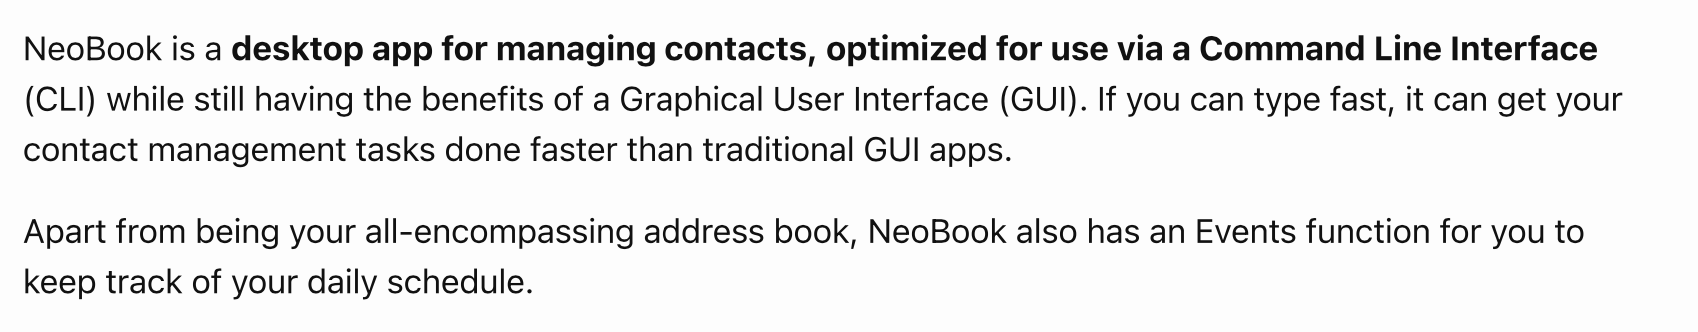 NeoBook is a desktop app for managing contacts, optimized for use via a Command Line Interface
(CLI) while still having the benefits of a Graphical User Interface (GUI). If you can type fast, it can get your
contact management tasks done faster than traditional GUI apps.
Apart from being your all-encompassing address book, NeoBook also has an Events function for you to
keep track of your daily schedule.